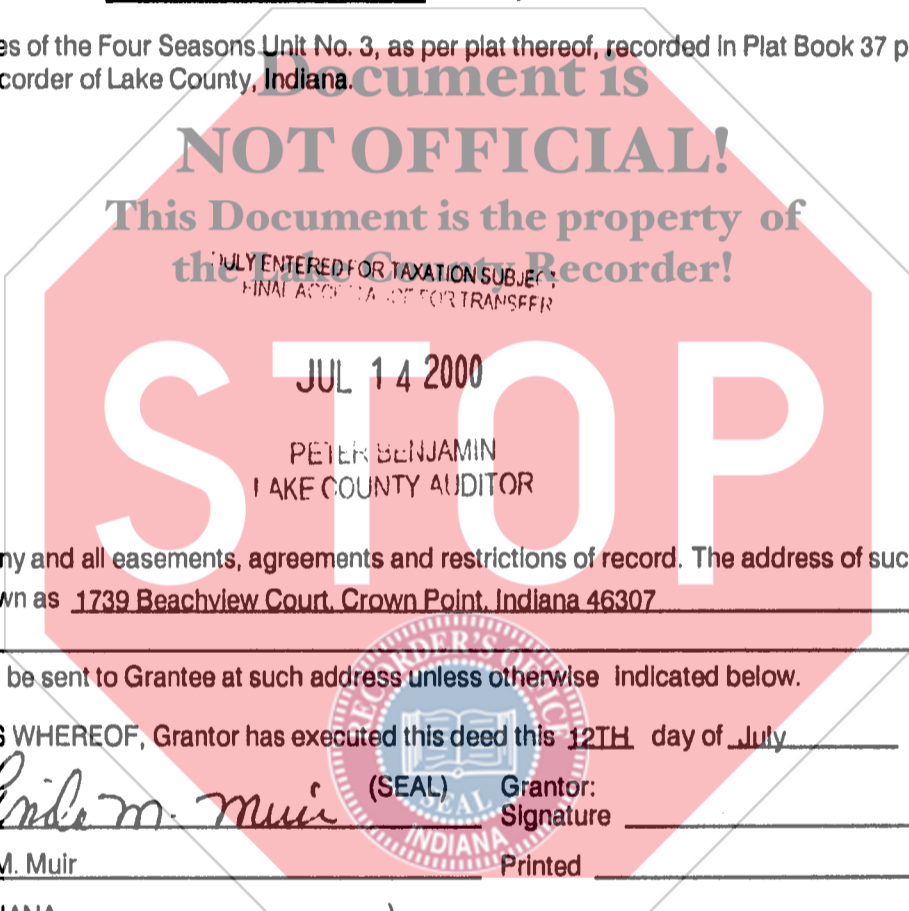 es of the Four Seasons Unit No. 3, as per plat thereof, recorded in Plat Book 37 p
corder of Lake County, Indiana.
Document is
NOT OFFICIAL!
This Document is the property of
the Lake County Recorder!
DULY ENTERED FOR TAXATION SUBJECT
FINAL ACCEPTANCE FOR TRANSFER
JUL 14 2000
STOP
PETER BENJAMIN
LAKE COUNTY AUDITOR
ny and all easements, agreements and restrictions of record. The address of suc
wn as 1739 Beachview Court, Crown Point, Indiana 46307
be sent to Grantee at such address unless otherwise indicated below.
RECORDER'S OFFICE
S WHEREOF, Grantor has executed this deed this 12TH day of July
Linda M. Muir (SEAL) Grantor:
Signature
SEAL
INDIANA
M. Muir Printed